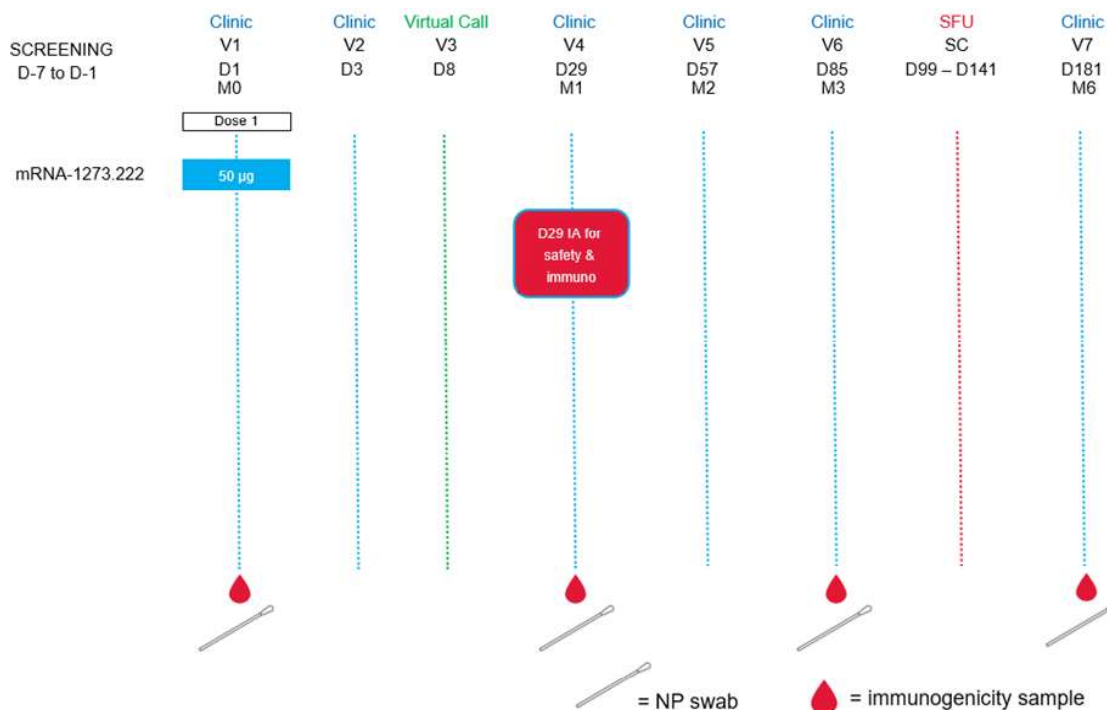 Clinic Clinic Virtual Call Clinic Clinic Clinic SFU Clinic
SCREENING V1 V2 V3 V4 V5 V6 SC V7
D-7 to D-1 D1 D3 D8 D29 D57 D85 D99 – D141 D181
M0 M1 M2 M3 M6
Dose 1
mRNA-1273.222 50 µg
D29 IA for
safety &
immuno
= NP swab = immunogenicity sample